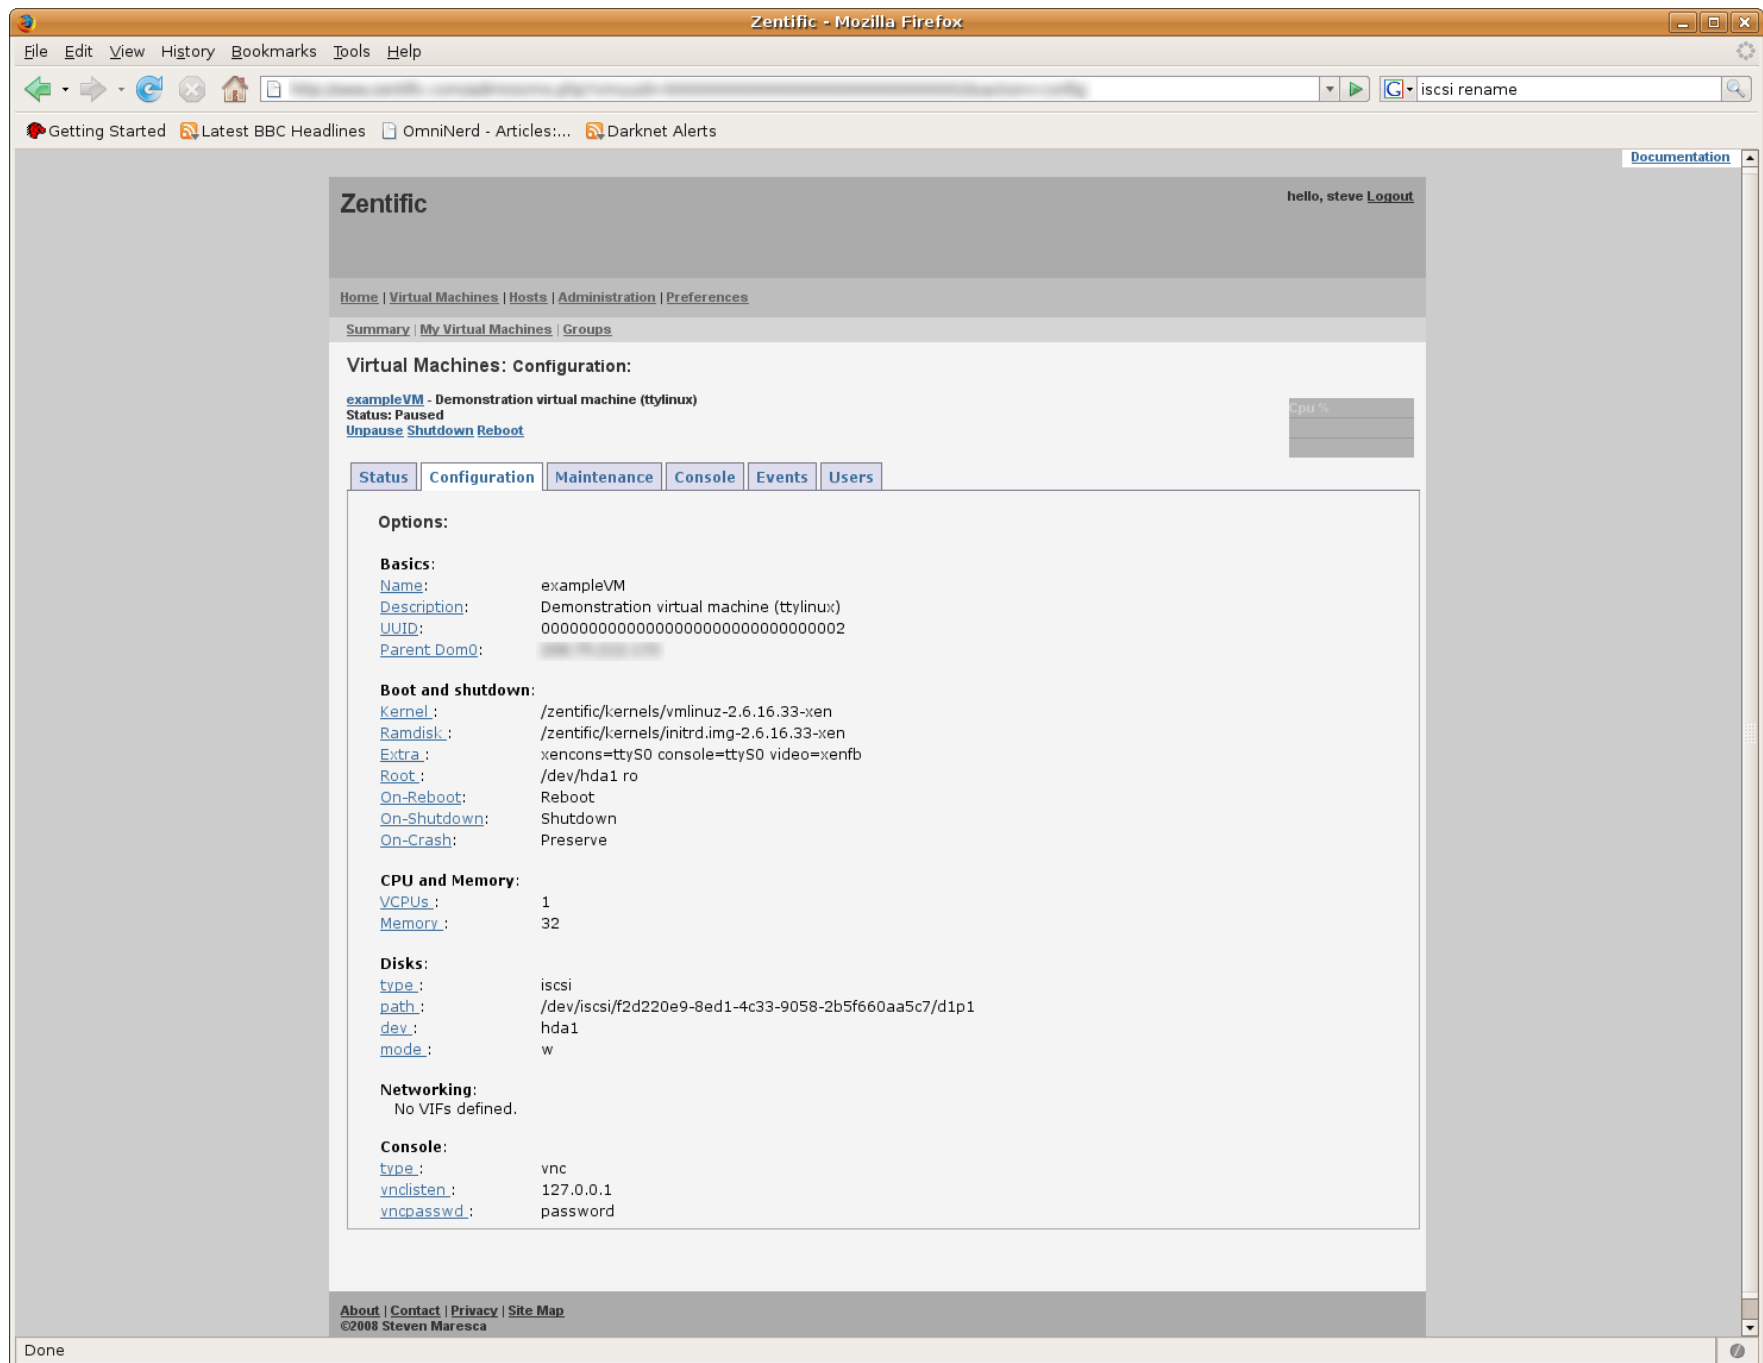 Zentific - Mozilla Firefox
File Edit View History Bookmarks Tools Help
iscsi rename
Getting Started Latest BBC Headlines OmniNerd - Articles:... Darknet Alerts
Documentation
Zentific
hello, steve Logout
Home | Virtual Machines | Hosts | Administration | Preferences
Summary | My Virtual Machines | Groups
Virtual Machines: Configuration:
exampleVM - Demonstration virtual machine (ttylinux)
Status: Paused
Unpause Shutdown Reboot
Cpu %
Status Configuration Maintenance Console Events Users
Options:
Basics:
Name: exampleVM
Description: Demonstration virtual machine (ttylinux)
UUID: 00000000000000000000000000000002
Parent Dom0:
Boot and shutdown:
Kernel : /zentific/kernels/vmlinuz-2.6.16.33-xen
Ramdisk : /zentific/kernels/initrd.img-2.6.16.33-xen
Extra : xencons=ttyS0 console=ttyS0 video=xenfb
Root : /dev/hda1 ro
On-Reboot: Reboot
On-Shutdown: Shutdown
On-Crash: Preserve
CPU and Memory:
VCPUs : 1
Memory : 32
Disks:
type : iscsi
path : /dev/iscsi/f2d220e9-8ed1-4c33-9058-2b5f660aa5c7/d1p1
dev : hda1
mode : w
Networking:
No VIFs defined.
Console:
type : vnc
vnclisten : 127.0.0.1
vncpasswd : password
About | Contact | Privacy | Site Map
©2008 Steven Maresca
Done